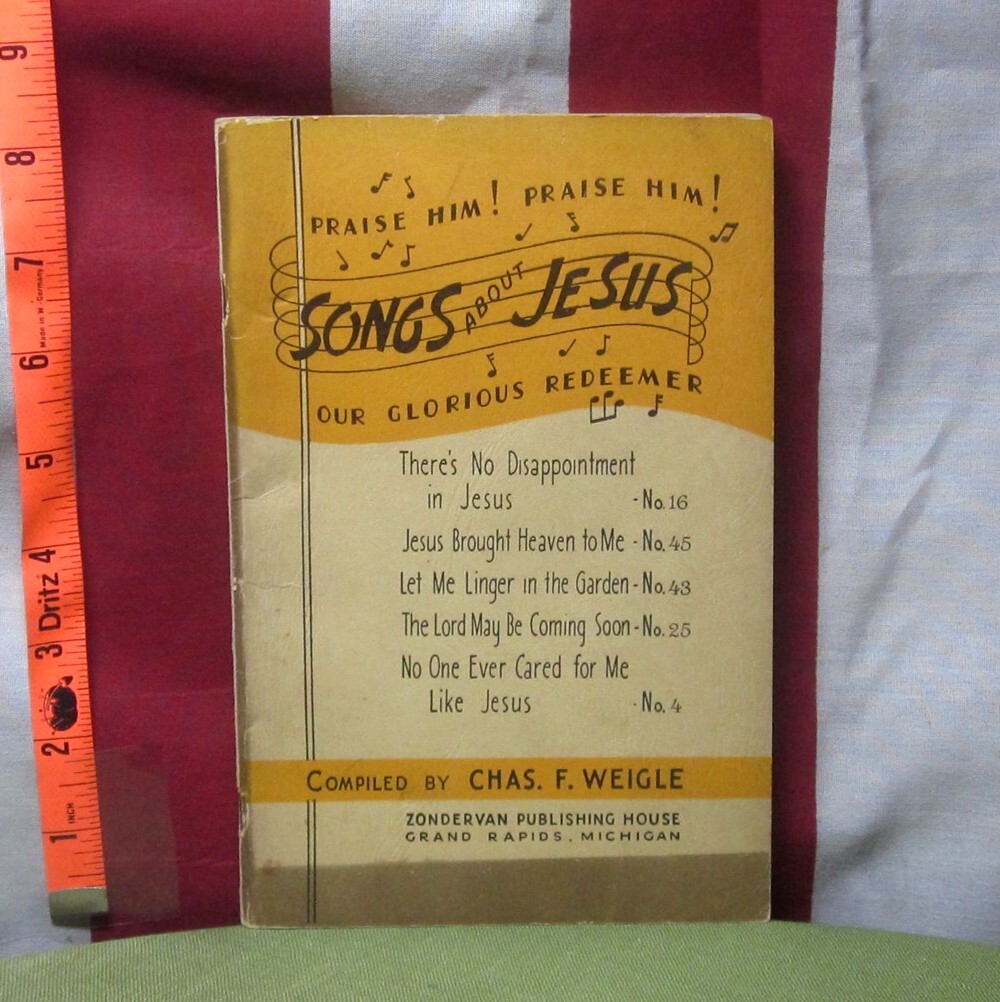 PRAISE HIM! PRAISE HIM!
SONGS ABOUT JESUS
OUR GLORIOUS REDEEMER
There's No Disappointment
in Jesus - No. 16
Jesus Brought Heaven to Me - No. 45
Let Me Linger in the Garden - No. 43
The Lord May Be Coming Soon - No. 25
No One Ever Cared for Me
Like Jesus - No. 4
COMPILED BY CHAS. F. WEIGLE
ZONDERVAN PUBLISHING HOUSE
GRAND RAPIDS, MICHIGAN
9
8
7
Made in W.-Germany
6
5
4
Dritz
3
2
INCH
1